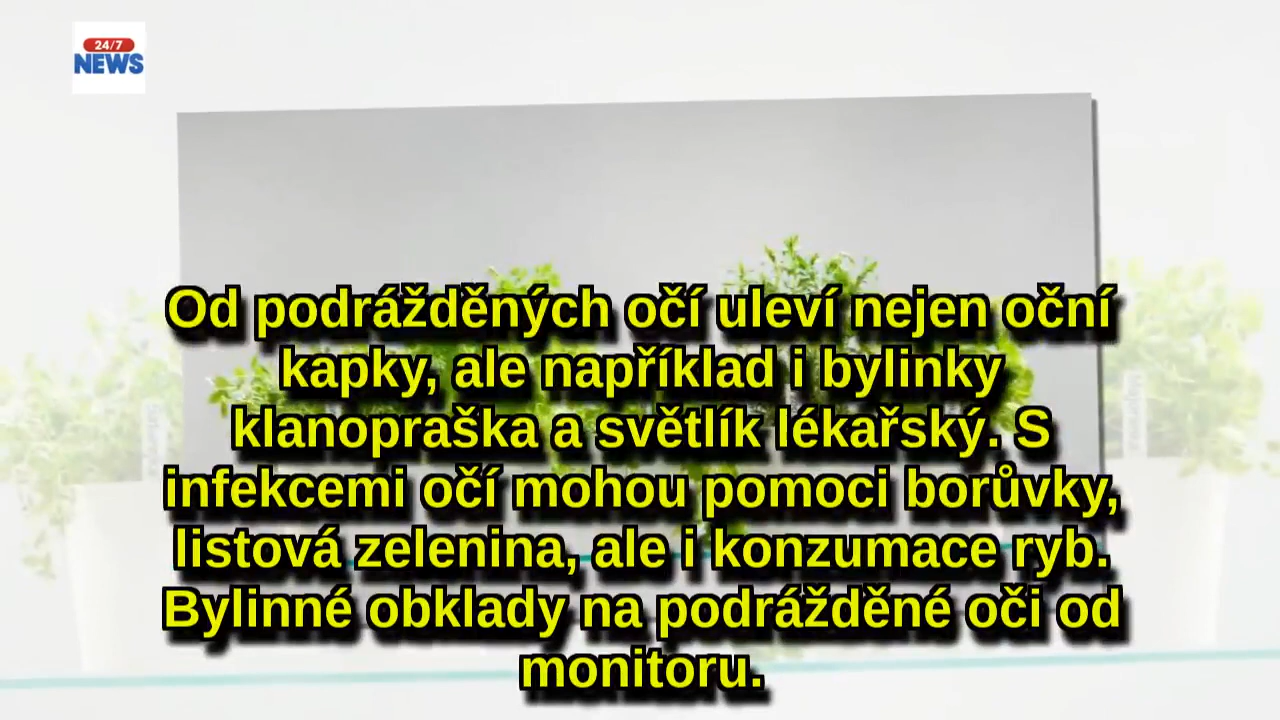 24/7
NEWS
Od podrážděných očí uleví nejen oční
kapky, ale například i bylinky
klanopraška a světlík lékařský. S
infekcemi očí mohou pomoci borůvky,
listová zelenina, ale i konzumace ryb.
Bylinné obklady na podrážděné oči od
monitoru.